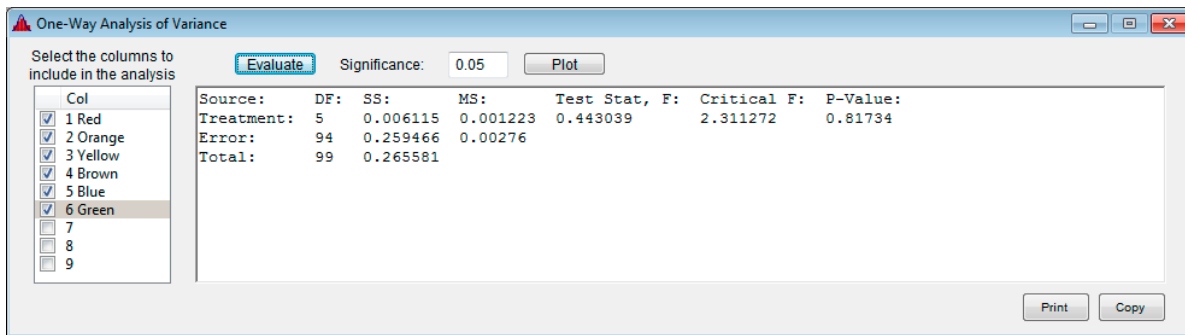 One-Way Analysis of Variance
Select the columns to
include in the analysis
Evaluate Significance: 0.05 Plot
Col
1 Red
2 Orange
3 Yellow
4 Brown
5 Blue
6 Green
7
8
9
Source: DF: SS: MS: Test Stat, F: Critical F: P-Value:
Treatment: 5 0.006115 0.001223 0.443039 2.311272 0.81734
Error: 94 0.259466 0.00276
Total: 99 0.265581
Print Copy